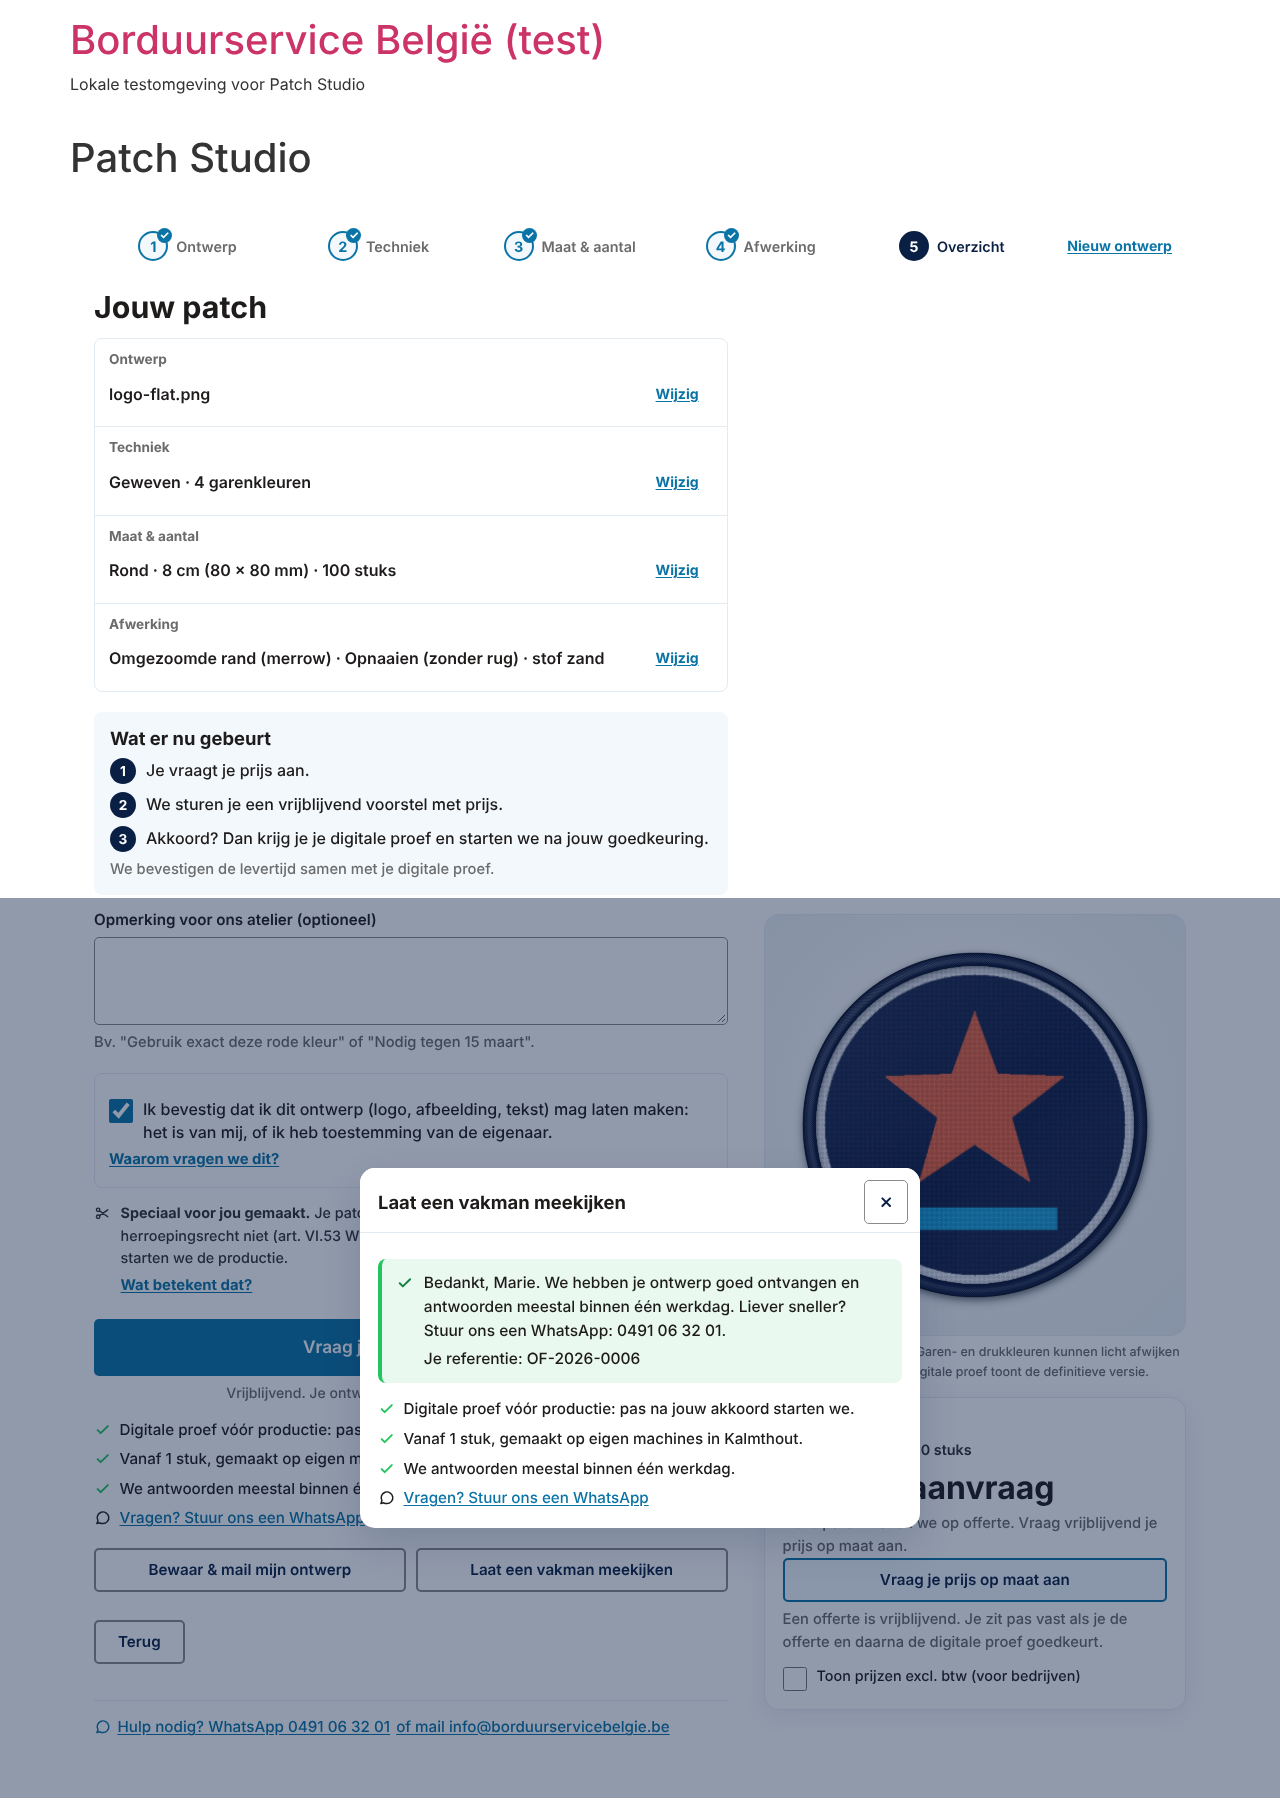 Borduurservice België (test)
Lokale testomgeving voor Patch Studio
Patch Studio
1 Ontwerp
2 Techniek
3 Maat & aantal
4 Afwerking
5 Overzicht
Nieuw ontwerp
Jouw patch
Ontwerp
logo-flat.png Wijzig
Techniek
Geweven · 4 garenkleuren Wijzig
Maat & aantal
Rond · 8 cm (80 × 80 mm) · 100 stuks Wijzig
Afwerking
Omgezoomde rand (merrow) · Opnaaien (zonder rug) · stof zand Wijzig
Wat er nu gebeurt
1 Je vraagt je prijs aan.
2 We sturen je een vrijblijvend voorstel met prijs.
3 Akkoord? Dan krijg je je digitale proef en starten we na jouw goedkeuring.
We bevestigen de levertijd samen met je digitale proef.
Opmerking voor ons atelier (optioneel)
Bv. "Gebruik exact deze rode kleur" of "Nodig tegen 15 maart".
Ik bevestig dat ik dit ontwerp (logo, afbeelding, tekst) mag laten maken:
het is van mij, of ik heb toestemming van de eigenaar.
Waarom vragen we dit?
Speciaal voor jou gemaakt. Je
herroepingsrecht niet (art. VI.53
starten we de productie.
Wat betekent dat?
Vraag
Vrijblijvend. Je
Digitale proef vóór productie: pas
Vanaf 1 stuk, gemaakt op eigen
We antwoorden meestal binnen
Vragen? Stuur ons een WhatsApp
Bewaar & mail mijn ontwerp
Laat een vakman meekijken
Terug
Hulp nodig? WhatsApp 0491 06 32 01 of mail info@borduurservicebelgie.be
Laat een vakman meekijken
Bedankt, Marie. We hebben je ontwerp goed ontvangen en
antwoorden meestal binnen één werkdag. Liever sneller?
Stuur ons een WhatsApp: 0491 06 32 01.
Je referentie: OF-2026-0006
Digitale proef vóór productie: pas na jouw akkoord starten we.
Vanaf 1 stuk, gemaakt op eigen machines in Kalmthout.
We antwoorden meestal binnen één werkdag.
Vragen? Stuur ons een WhatsApp
Garen- en drukkleuren kunnen licht afwijken
digitale proef toont de definitieve versie.
0 stuks
aanvraag
we op offerte. Vraag vrijblijvend je
prijs op maat aan.
Vraag je prijs op maat aan
Een offerte is vrijblijvend. Je zit pas vast als je de
offerte en daarna de digitale proef goedkeurt.
Toon prijzen excl. btw (voor bedrijven)